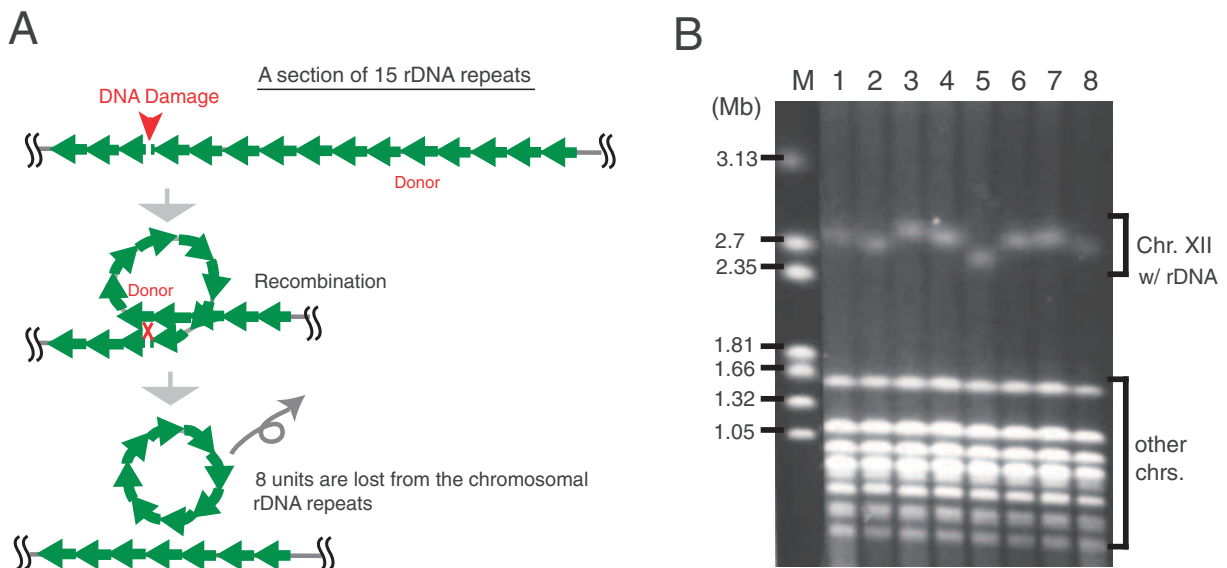 A
A section of 15 rDNA repeats
DNA Damage
Donor
Recombination
Donor
8 units are lost from the chromosomal
rDNA repeats
B
M 1 2 3 4 5 6 7 8
(Mb)
3.13
2.7
2.35
1.81
1.66
1.32
1.05
Chr. XII
w/ rDNA
other
chrs.